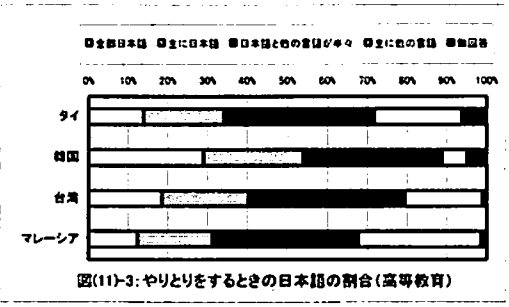 全部日本語 主に日本語 日本語と他の言語が半々 主に他の言語 無回答
0% 10% 20% 30% 40% 50% 60% 70% 80% 90% 100%
タイ
韓国
台湾
マレーシア
図(11)-3: やりとりをするときの日本語の割合(高等教育)